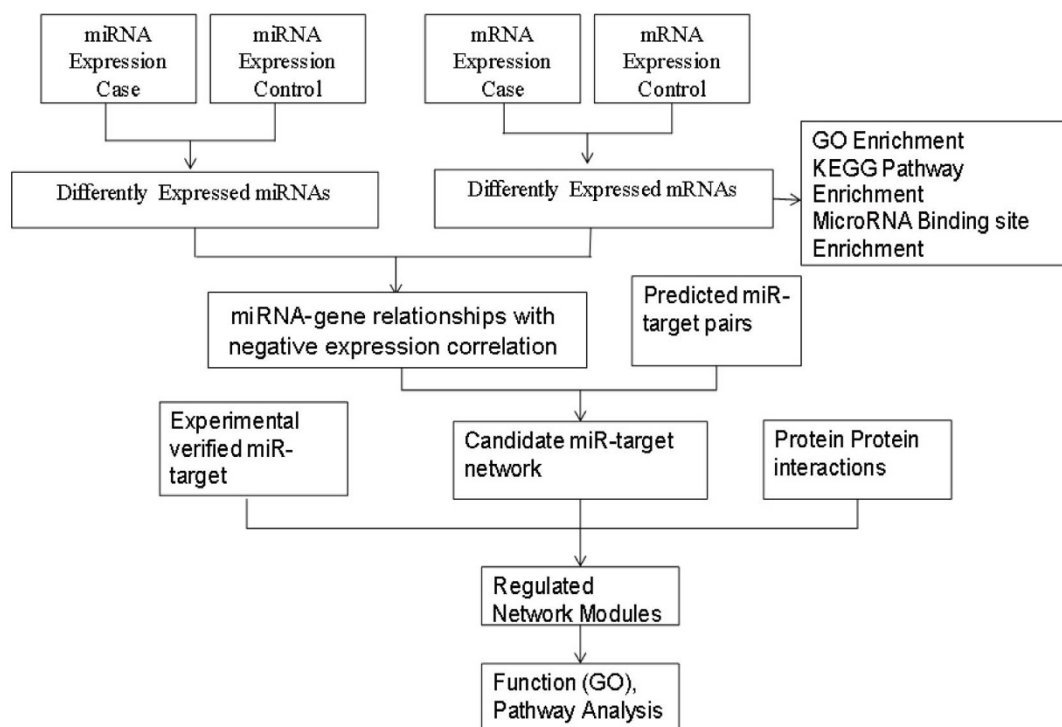 miRNA
Expression
Case
miRNA
Expression
Control
mRNA
Expression
Case
mRNA
Expression
Control
GO Enrichment
KEGG Pathway
Enrichment
MicroRNA Binding site
Enrichment
Differently Expressed miRNAs
Differently Expressed mRNAs
miRNA-gene relationships with
negative expression correlation
Predicted miR-
target pairs
Experimental
verified miR-
target
Candidate miR-target
network
Protein Protein
interactions
Regulated
Network Modules
Function (GO),
Pathway Analysis